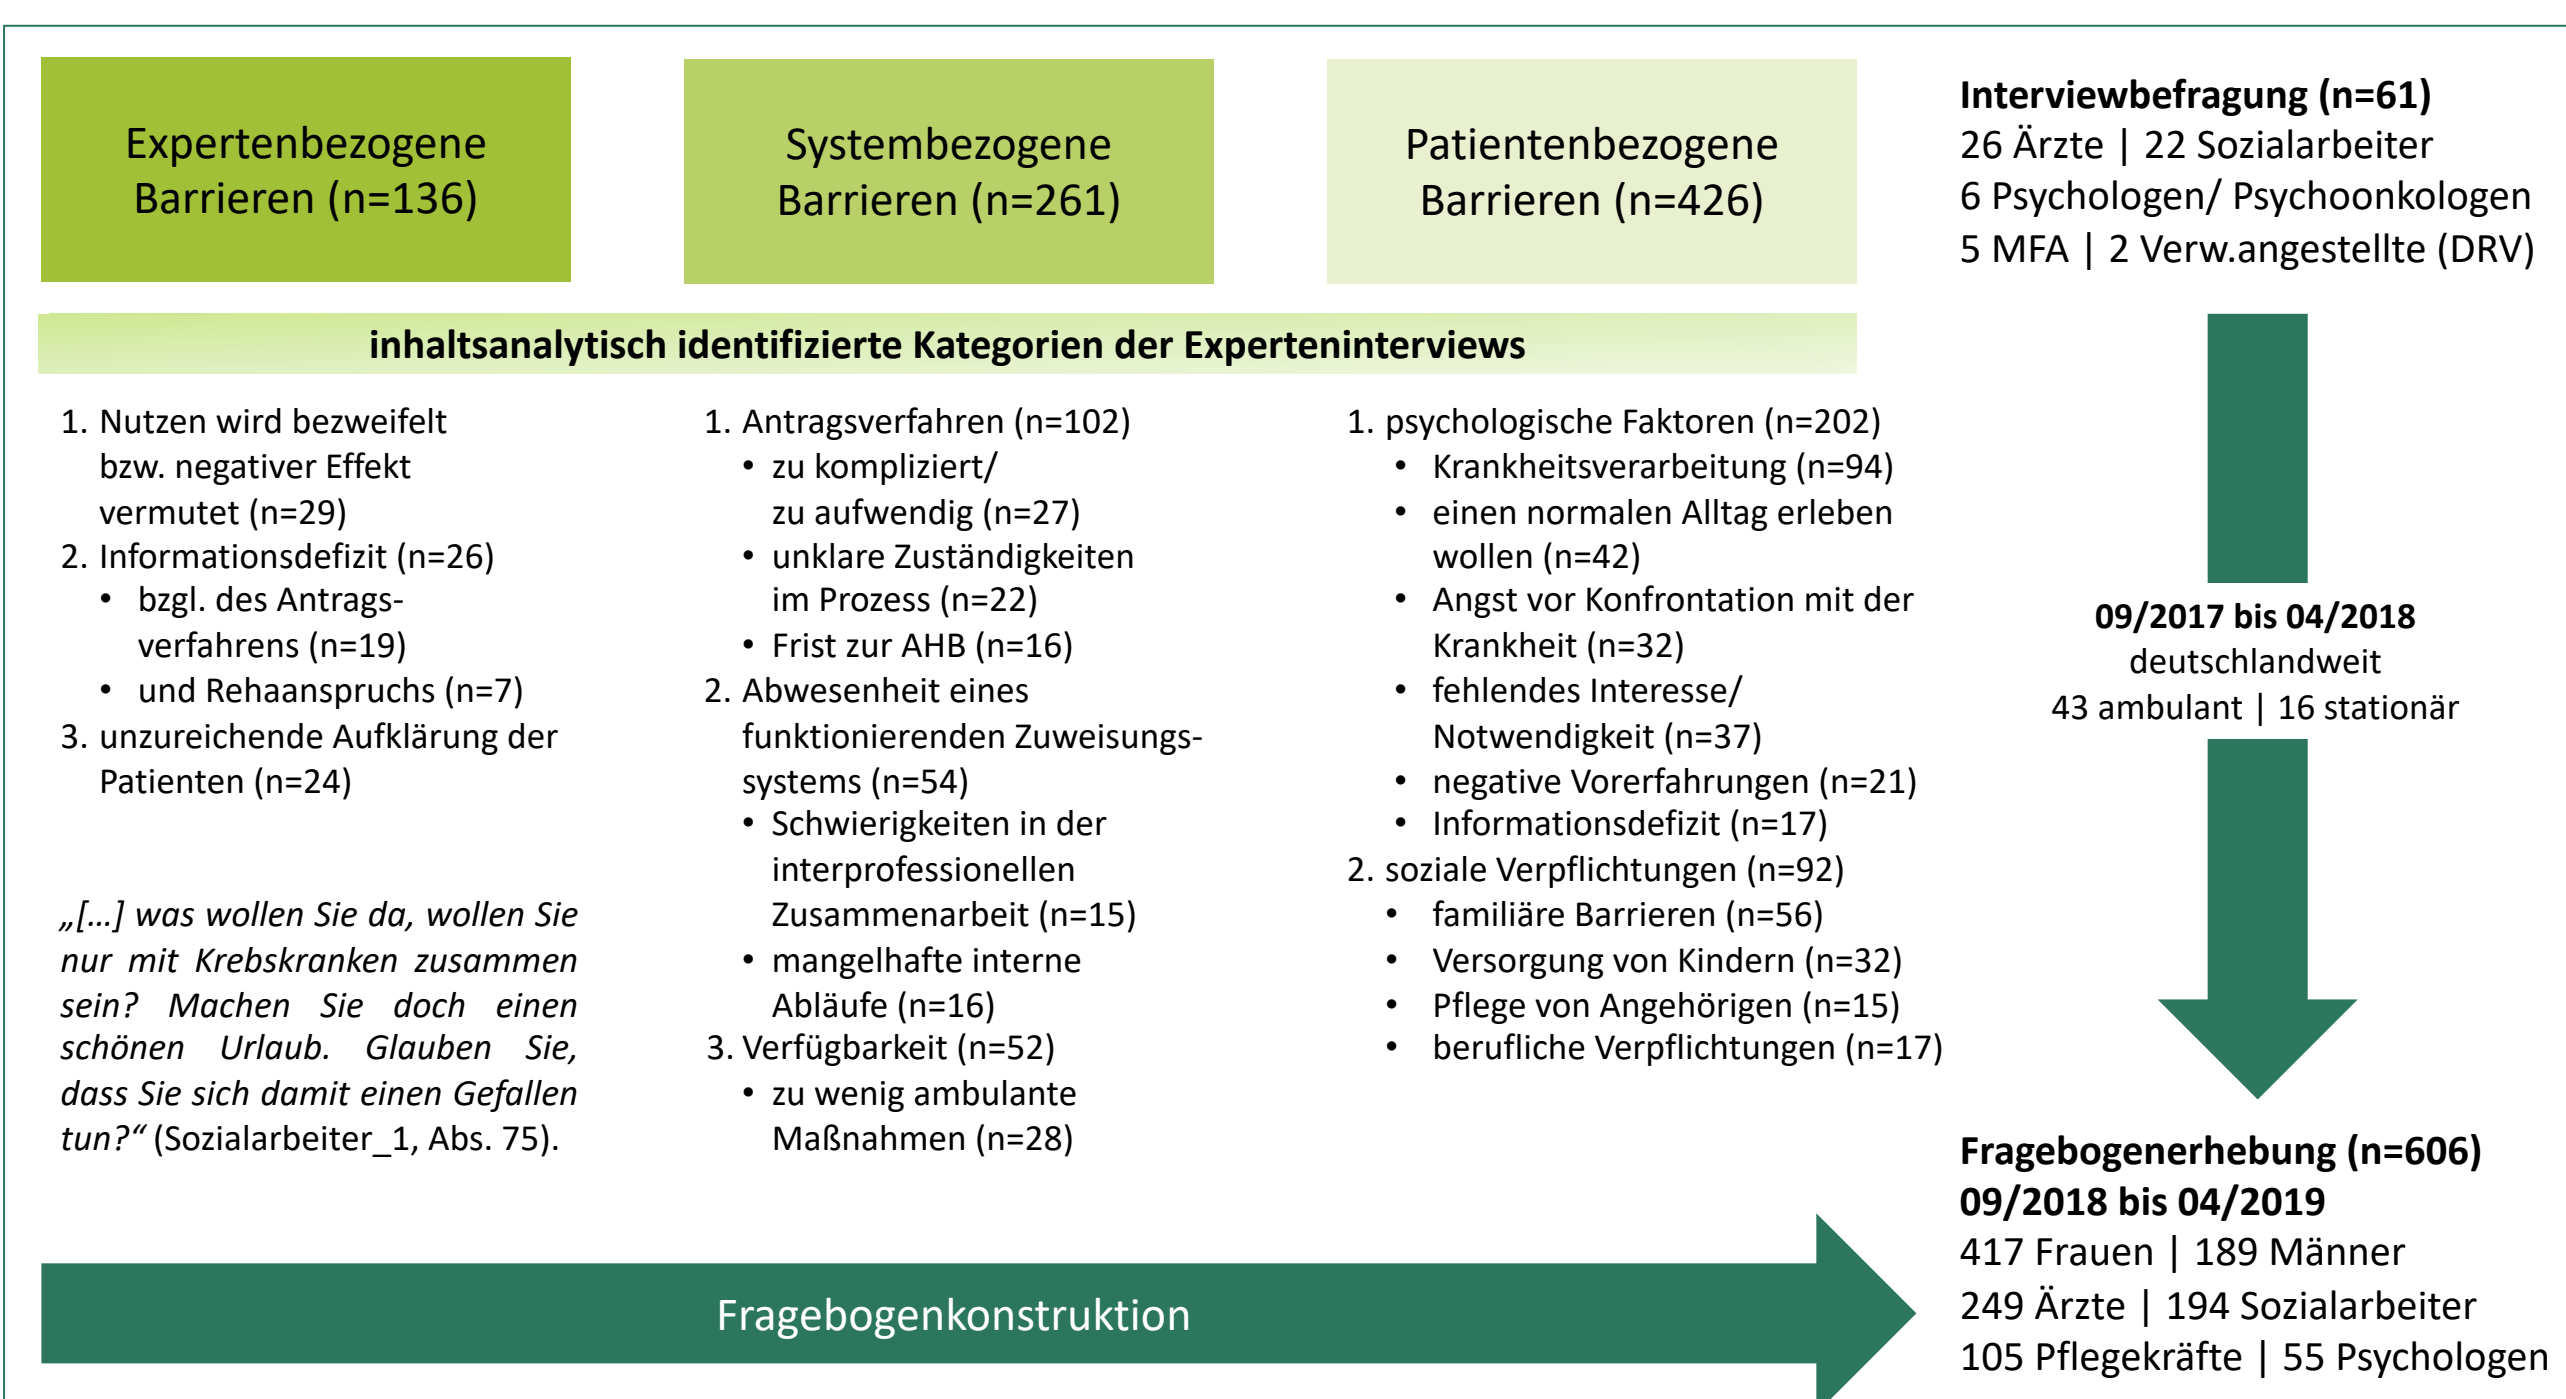 Expertenbezogene
Barrieren (n=136)
Systembezogene
Barrieren (n=261)
Patientenbezogene
Barrieren (n=426)
inhaltsanalytisch identifizierte Kategorien der Experteninterviews
1. Nutzen wird bezweifelt
bzw. negativer Effekt
vermutet (n=29)
2. Informationsdefizit (n=26)
• bzgl. des Antrags-
verfahrens (n=19)
• und Rehaanspruchs (n=7)
3. unzureichende Aufklärung der
Patienten (n=24)
„[…] was wollen Sie da, wollen Sie
nur mit Krebskranken zusammen
sein? Machen Sie doch einen
schönen Urlaub. Glauben Sie,
dass Sie sich damit einen Gefallen
tun?“ (Sozialarbeiter_1, Abs. 75).
1. Antragsverfahren (n=102)
• zu kompliziert/
zu aufwendig (n=27)
• unklare Zuständigkeiten
im Prozess (n=22)
• Frist zur AHB (n=16)
2. Abwesenheit eines
funktionierenden Zuweisungs-
systems (n=54)
• Schwierigkeiten in der
interprofessionellen
Zusammenarbeit (n=15)
• mangelhafte interne
Abläufe (n=16)
3. Verfügbarkeit (n=52)
• zu wenig ambulante
Maßnahmen (n=28)
1. psychologische Faktoren (n=202)
• Krankheitsverarbeitung (n=94)
• einen normalen Alltag erleben
wollen (n=42)
• Angst vor Konfrontation mit der
Krankheit (n=32)
• fehlendes Interesse/
Notwendigkeit (n=37)
• negative Vorerfahrungen (n=21)
• Informationsdefizit (n=17)
2. soziale Verpflichtungen (n=92)
• familiäre Barrieren (n=56)
• Versorgung von Kindern (n=32)
• Pflege von Angehörigen (n=15)
• berufliche Verpflichtungen (n=17)
Interviewbefragung (n=61)
26 Ärzte | 22 Sozialarbeiter
6 Psychologen/ Psychoonkologen
5 MFA | 2 Verw.angestellte (DRV)
09/2017 bis 04/2018
deutschlandweit
43 ambulant | 16 stationär
Fragebogenerhebung (n=606)
09/2018 bis 04/2019
417 Frauen | 189 Männer
249 Ärzte | 194 Sozialarbeiter
105 Pflegekräfte | 55 Psychologen
Fragebogenkonstruktion